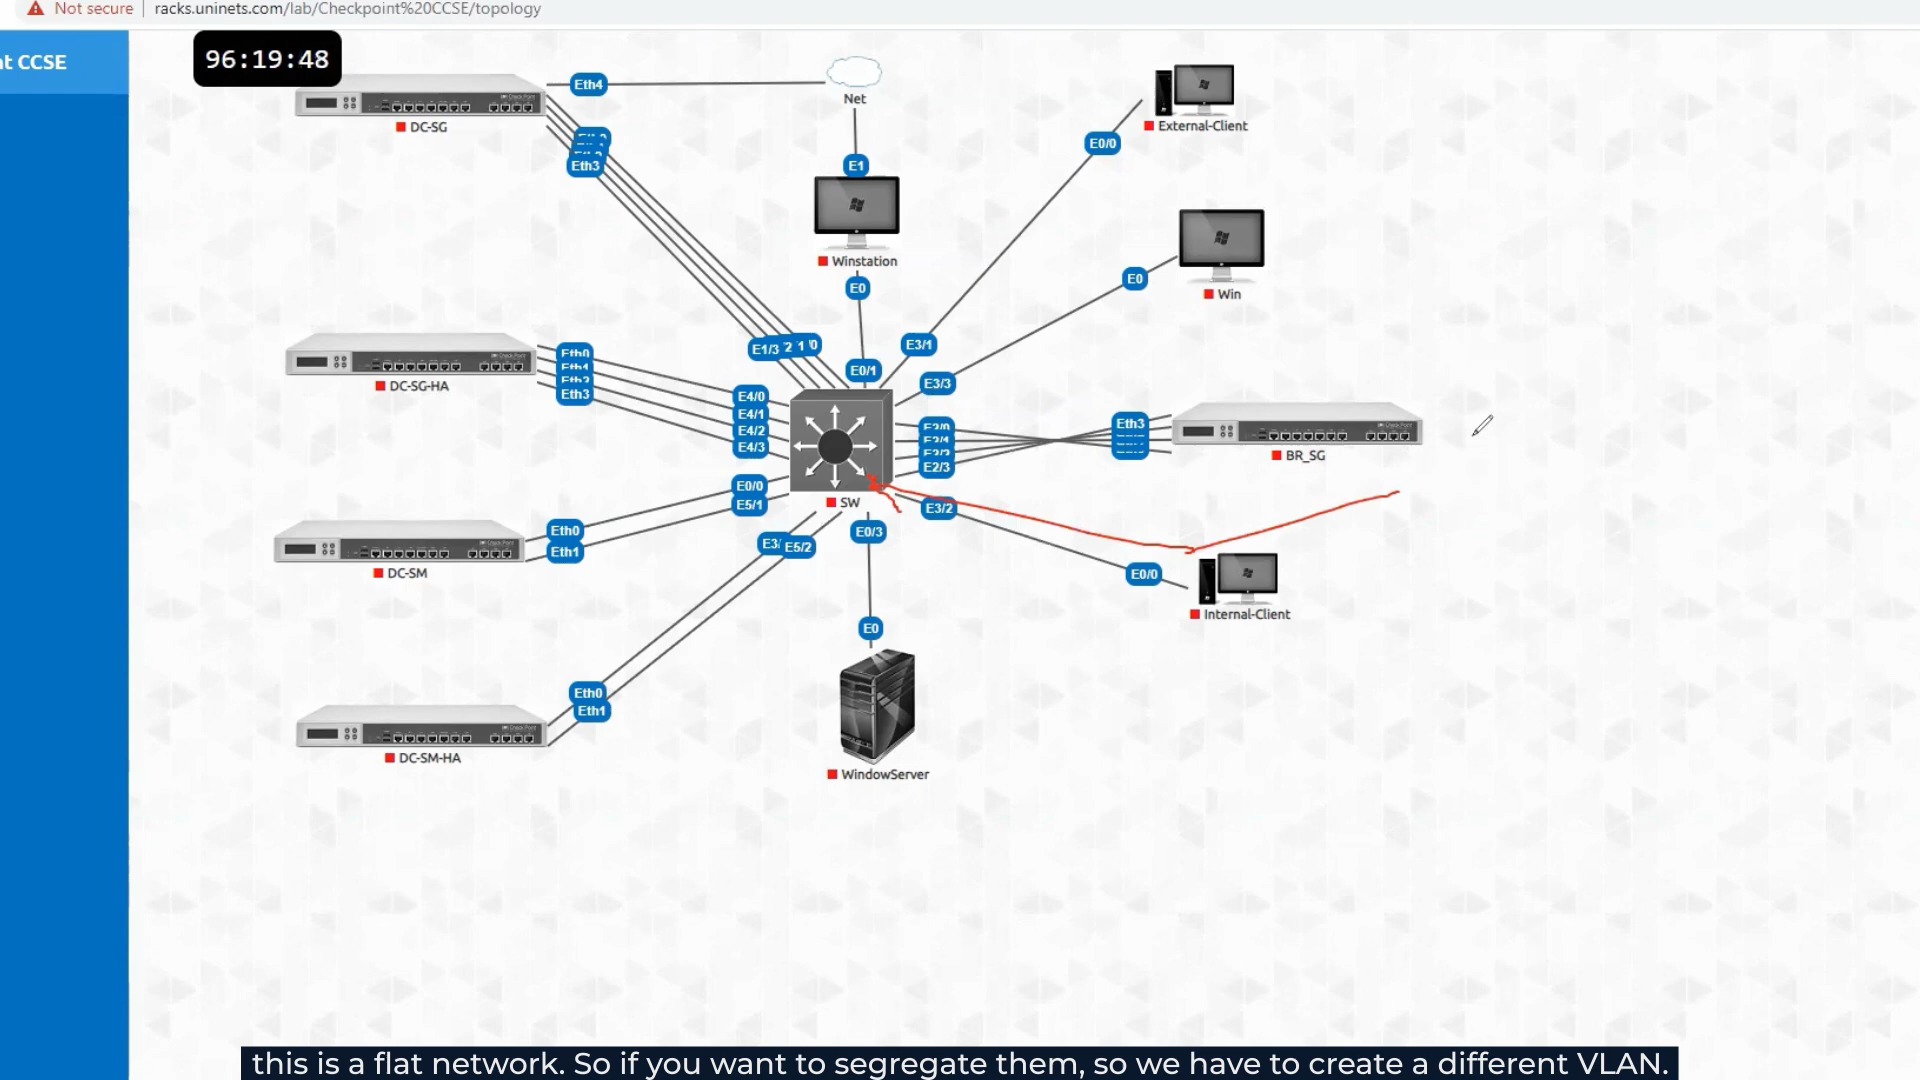 Not secure
racks.uninets.com/lab/Checkpoint%20CCSE/topology
nt CCSE
96:19:48
Eth4
Net
DC-SG
Eth3
E1
Winstation
E0
E0/0
External-Client
E0
Win
E1/3
E0/1
E3/1
E3/3
Check Point
DC-SG-HA
Eth0
Eth3
E4/0
E4/1
E4/2
E4/3
E2/3
Eth3
BR_SG
SW
E0/0
E5/1
E3/2
E0/3
E5/2
Eth0
Eth1
DC-SM
E0/0
Internal-Client
E0
WindowServer
Eth0
Eth1
DC-SM-HA
this is a flat network. So if you want to segregate them, so we have to create a different VLAN.